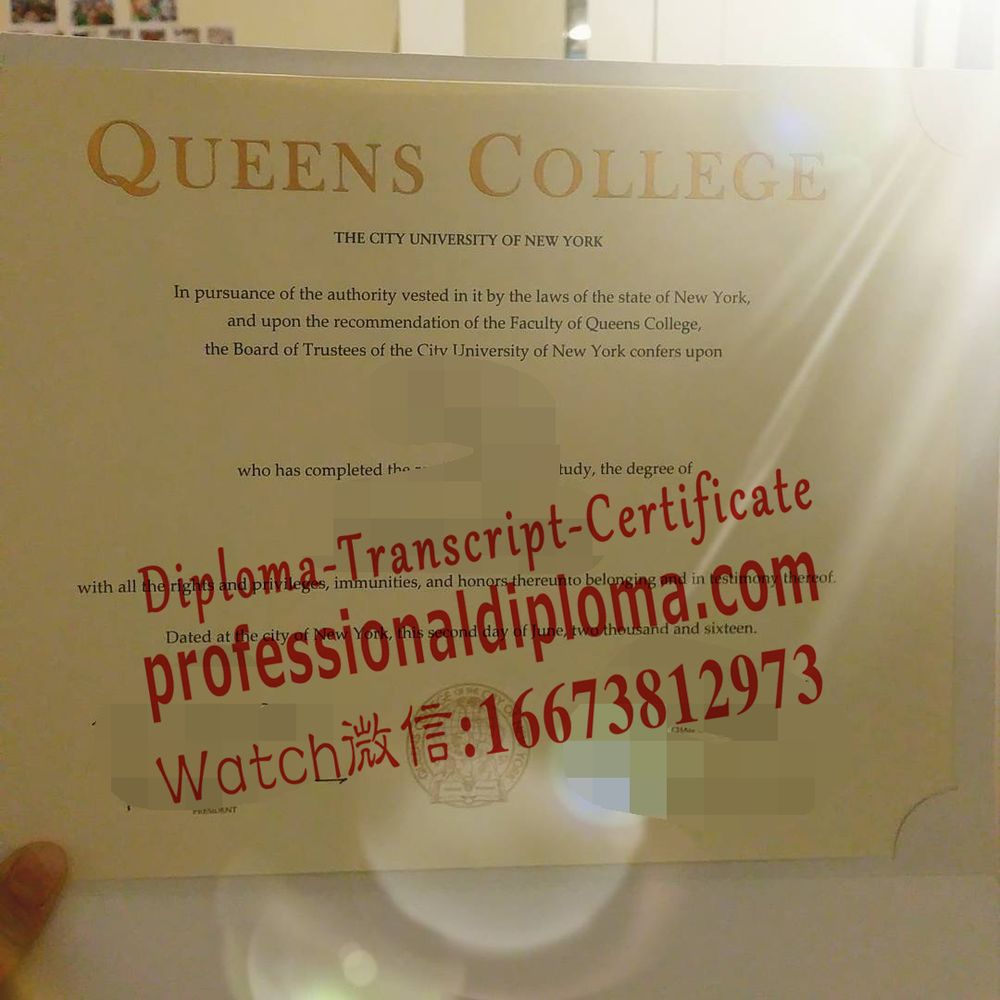 QUEENS COLLEGE
THE CITY UNIVERSITY OF NEW YORK
In pursuance of the authority vested in it by the laws of the state of New York,
and upon the recommendation of the Faculty of Queens College,
the Board of Trustees of the City University of New York confers upon
who has completed the tudy, the degree of
Diploma-Transcript-Certificate
with all the rights and privileges, immunities, and honors thereunto belonging and in testimony thereof.
professionaldiploma.com
Dated at the city of New York, this second day of June, two thousand and sixteen.
Watch微信:16673812973
PRESIDENT